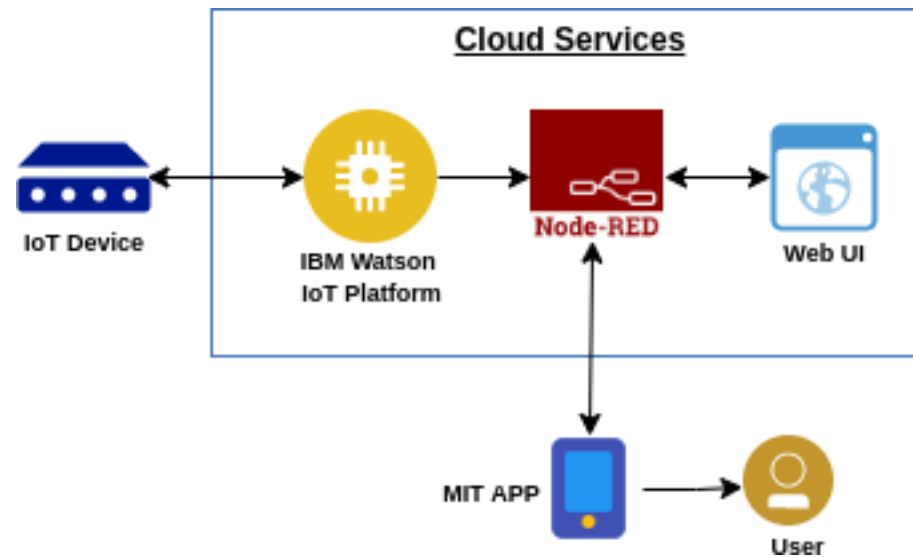 Cloud Services
IoT Device
IBM Watson
IoT Platform
Node-RED
Web UI
MIT APP
User